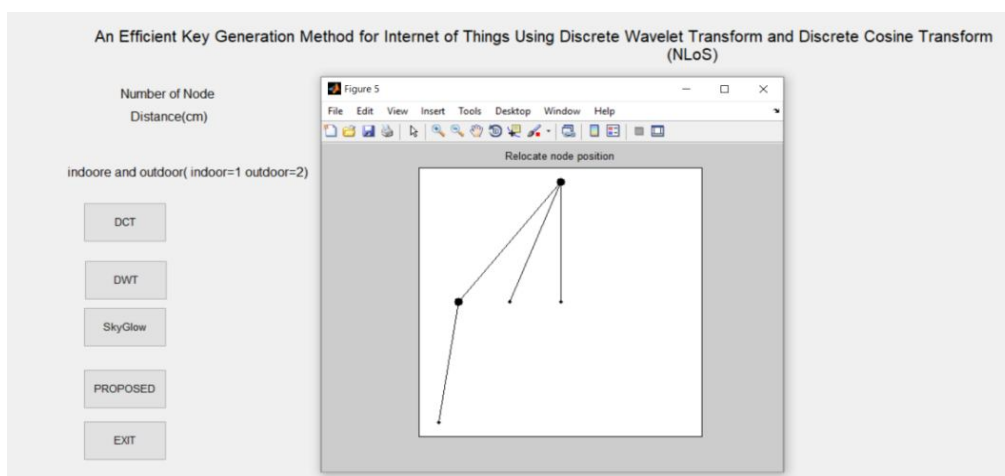 An Efficient Key Generation Method for Internet of Things Using Discrete Wavelet Transform and Discrete Cosine Transform
(NLoS)
Number of Node
Distance(cm)
indoore and outdoor( indoor=1 outdoor=2)
DCT
DWT
SkyGlow
PROPOSED
EXIT
Figure 5
File Edit View Insert Tools Desktop Window Help
Relocate node position